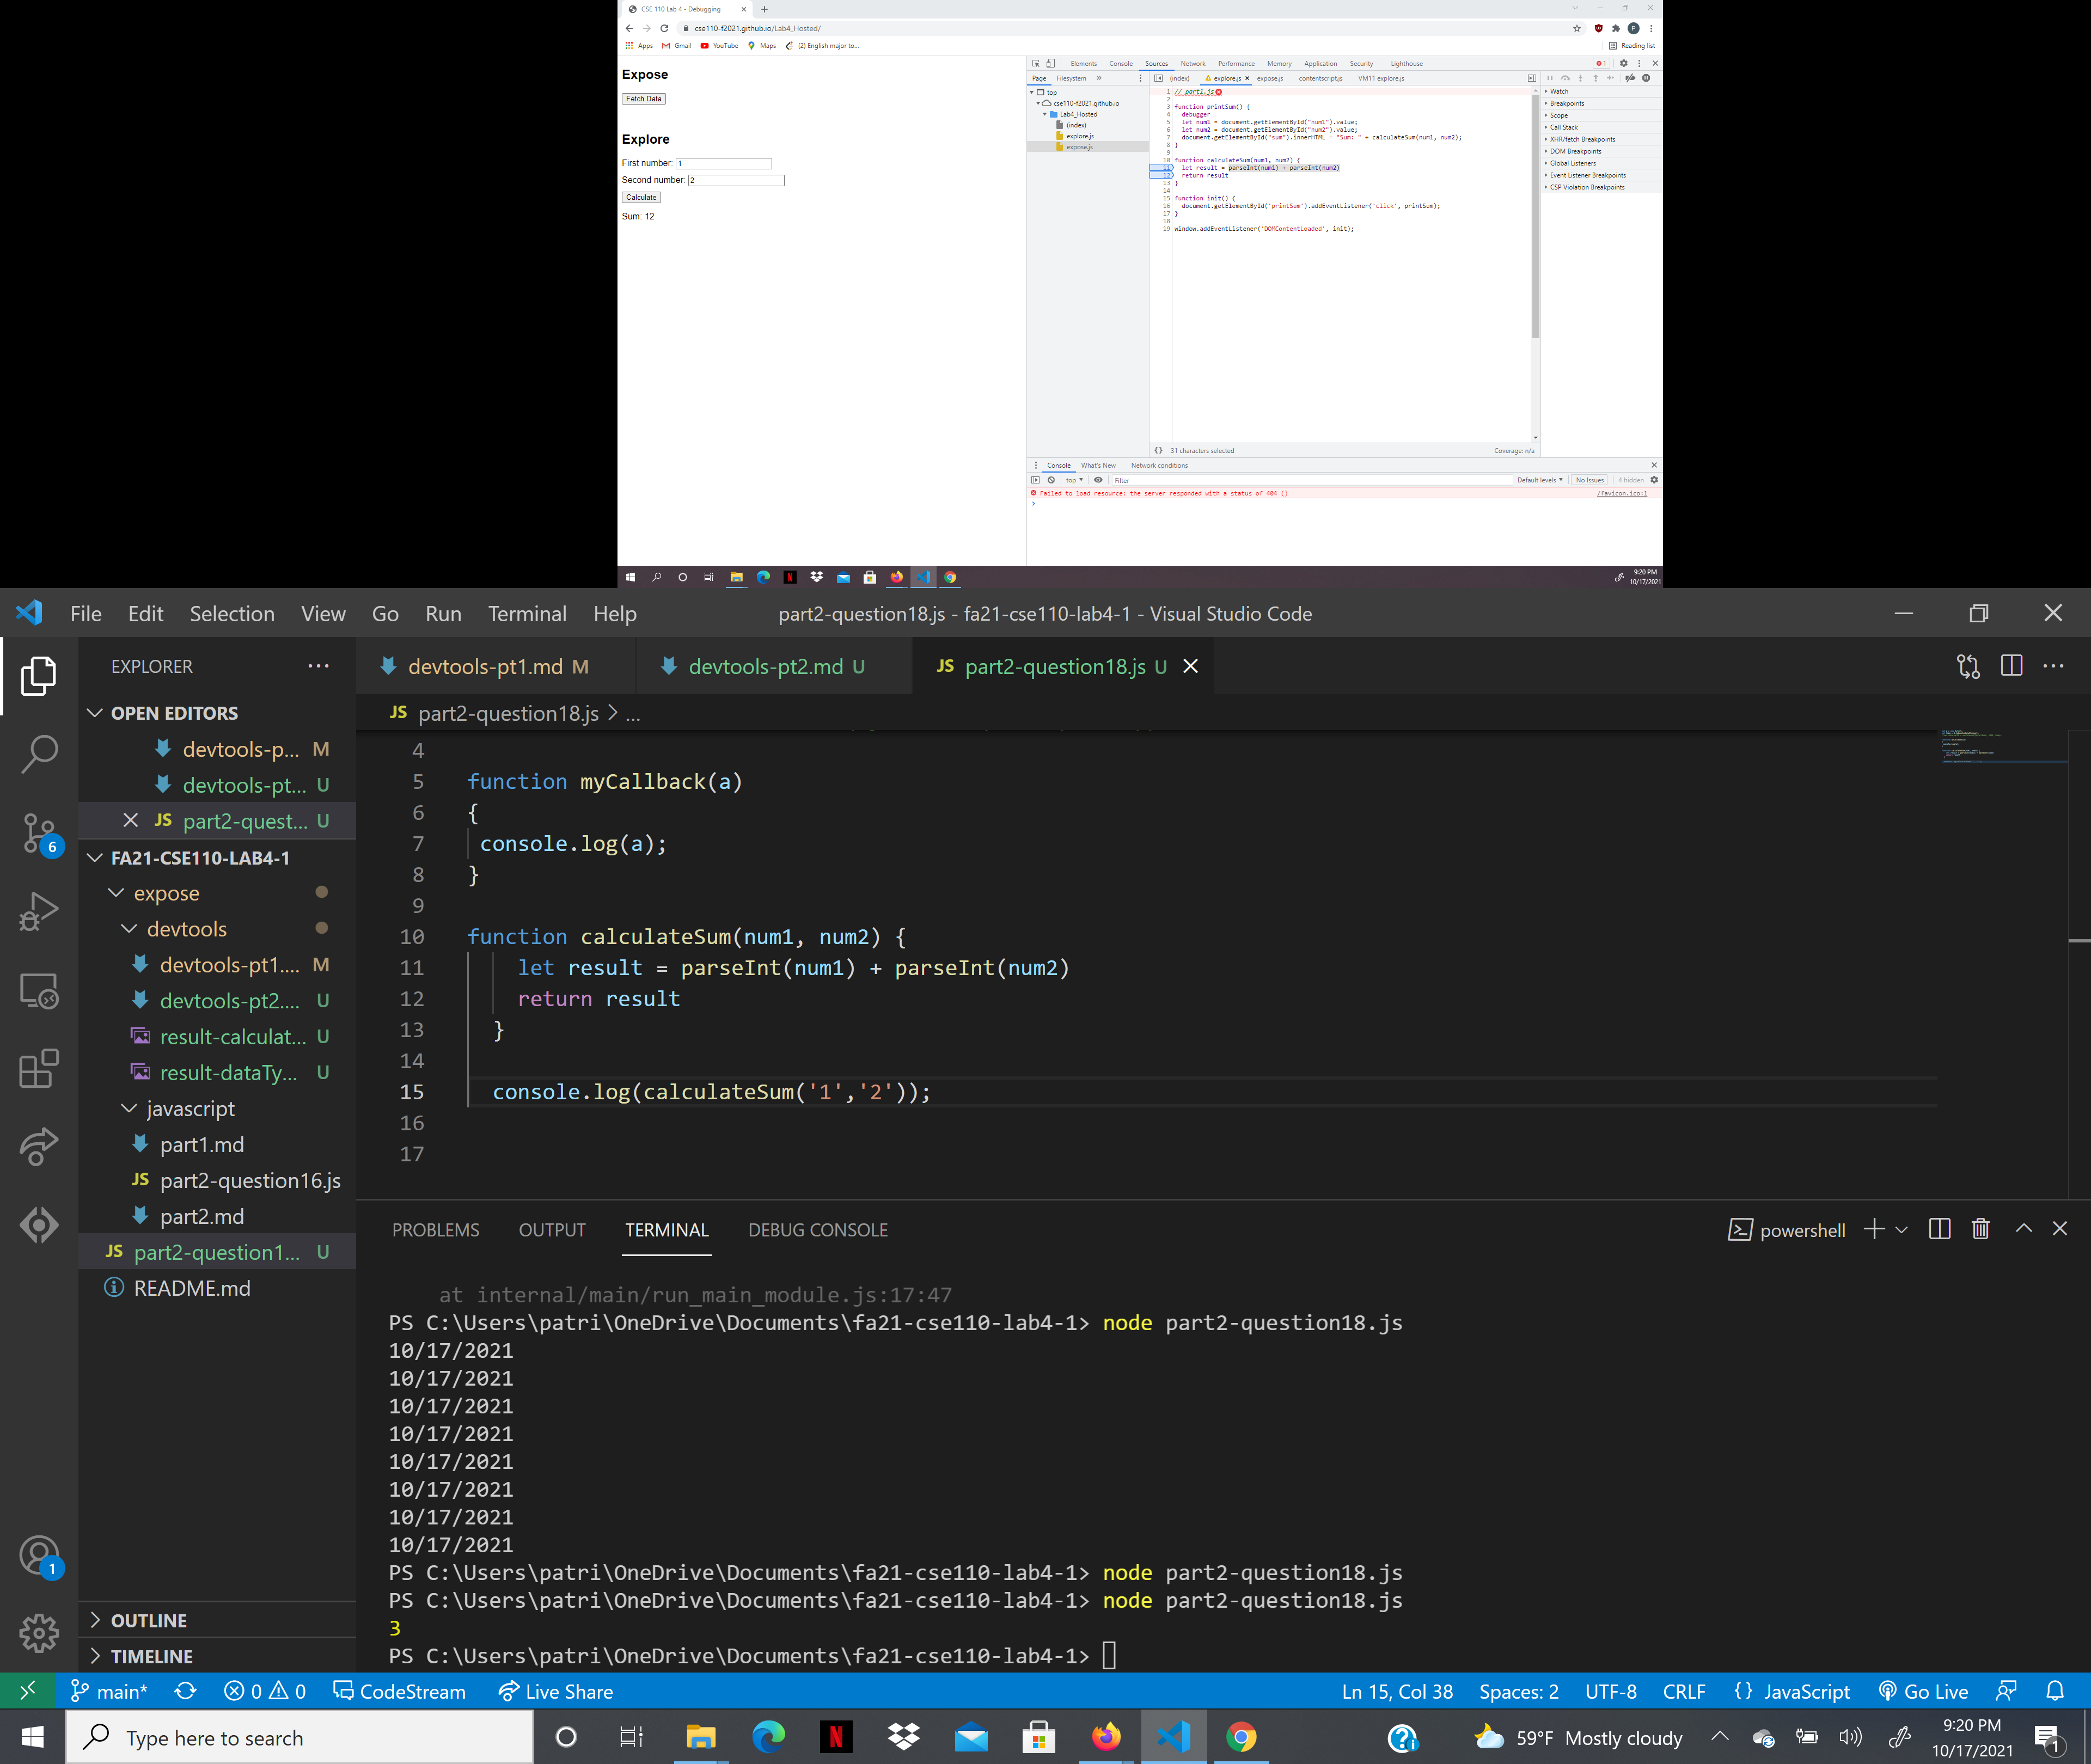 CSE 110 Lab 4 - Debugging
cse110-f2021.github.io/Lab4_Hosted/
Apps Gmail YouTube Maps (2) English major to... Reading list
Expose
Fetch Data
Explore
First number: 1
Second number: 2
Calculate
Sum: 12
Elements Console Sources Network Performance Memory Application Security Lighthouse 1
Page Filesystem » (index) explore.js expose.js contentscript.js VM11 explore.js
top
cse110-f2021.github.io
Lab4_Hosted
(index)
explore.js
expose.js
1 // part1.js
2
3 function printSum() {
4 debugger
5 let num1 = document.getElementById("num1").value;
6 let num2 = document.getElementById("num2").value;
7 document.getElementById("sum").innerHTML = "Sum: " + calculateSum(num1, num2);
8 }
9
10 function calculateSum(num1, num2) {
11 let result = parseInt(num1) + parseInt(num2)
12 return result
13 }
14
15 function init() {
16 document.getElementById('printSum').addEventListener('click', printSum);
17 }
18
19 window.addEventListener('DOMContentLoaded', init);
Watch
Breakpoints
Scope
Call Stack
XHR/fetch Breakpoints
DOM Breakpoints
Global Listeners
Event Listener Breakpoints
CSP Violation Breakpoints
{} 31 characters selected Coverage: n/a
Console What's New Network conditions
top Filter Default levels No Issues 4 hidden
Failed to load resource: the server responded with a status of 404 () /favicon.ico:1
9:20 PM
10/17/2021
File Edit Selection View Go Run Terminal Help part2-question18.js - fa21-cse110-lab4-1 - Visual Studio Code
EXPLORER
OPEN EDITORS
devtools-p... M
devtools-pt... U
JS part2-quest... U
FA21-CSE110-LAB4-1
expose
devtools
devtools-pt1.... M
devtools-pt2.... U
result-calculat... U
result-dataTy... U
javascript
part1.md
JS part2-question16.js
part2.md
JS part2-question1... U
README.md
OUTLINE
TIMELINE
6
1
devtools-pt1.md M devtools-pt2.md U JS part2-question18.js U
JS part2-question18.js > ...
4
5 function myCallback(a)
6 {
7 console.log(a);
8 }
9
10 function calculateSum(num1, num2) {
11 let result = parseInt(num1) + parseInt(num2)
12 return result
13 }
14
15 console.log(calculateSum('1','2'));
16
17
PROBLEMS OUTPUT TERMINAL DEBUG CONSOLE powershell
at internal/main/run_main_module.js:17:47
PS C:\Users\patri\OneDrive\Documents\fa21-cse110-lab4-1> node part2-question18.js
10/17/2021
10/17/2021
10/17/2021
10/17/2021
10/17/2021
10/17/2021
10/17/2021
10/17/2021
PS C:\Users\patri\OneDrive\Documents\fa21-cse110-lab4-1> node part2-question18.js
PS C:\Users\patri\OneDrive\Documents\fa21-cse110-lab4-1> node part2-question18.js
3
PS C:\Users\patri\OneDrive\Documents\fa21-cse110-lab4-1>
main* 0 0 CodeStream Live Share Ln 15, Col 38 Spaces: 2 UTF-8 CRLF {} JavaScript Go Live
Type here to search 59°F Mostly cloudy 9:20 PM
10/17/2021
1